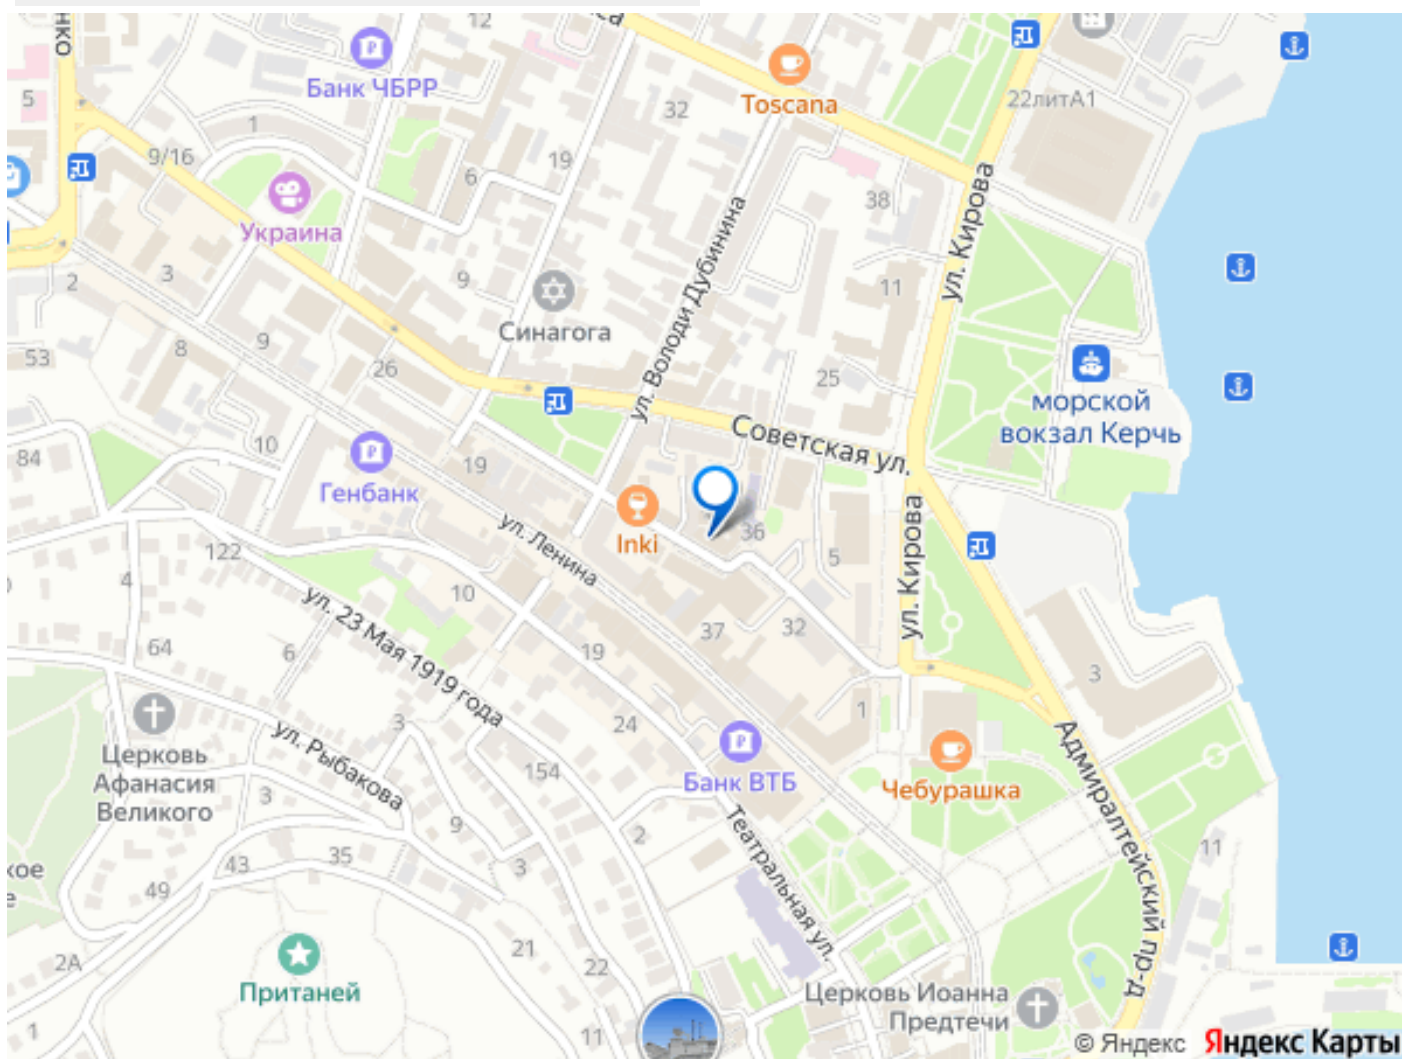 12
Банк ЧБРР
5
1
Toscana
32
22литА1
9/16
19
6
38
Украина
ул. Кирова
3
2
9
11
Синагога
ул. Володи Дубинина
9
8
53
26
25
морской
вокзал Керчь
Советская ул.
10
84
19
Генбанк
Inki
36
ул. Ленина
ул. Кирова
5
122
4
10
ул. 23 Мая 1919 года
37
32
64
6
19
3
Церковь
Афанасия
Великого
ул. Рыбакова
3
24
1
Адмиралтейский пр-д
154
Банк ВТБ
Чебурашка
3
9
2
Театральная ул.
11
43
35
3
49
21
2А
22
Пританей
Церковь Иоанна
Предтечи
1
11
© Яндекс Яндекс Карты